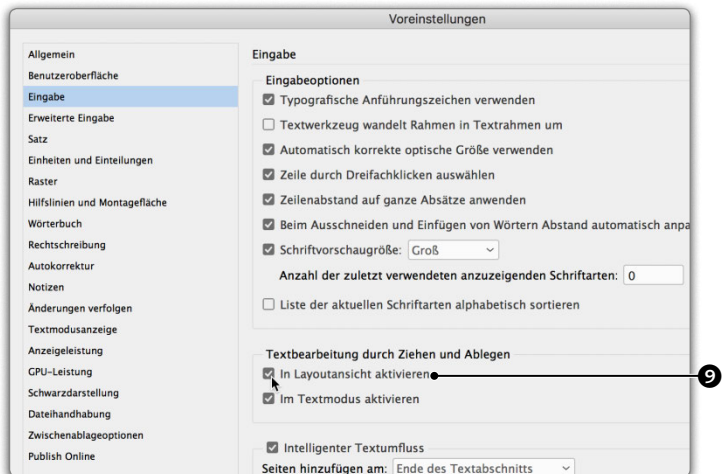 Voreinstellungen
Allgemein
Benutzeroberfläche
Eingabe
Erweiterte Eingabe
Satz
Einheiten und Einteilungen
Raster
Hilfslinien und Montagefläche
Wörterbuch
Rechtschreibung
Autokorrektur
Notizen
Änderungen verfolgen
Textmodusanzeige
Anzeigeleistung
GPU-Leistung
Schwarzdarstellung
Dateihandhabung
Zwischenablageoptionen
Publish Online
Eingabe
Eingabeoptionen
Typografische Anführungszeichen verwenden
Textwerkzeug wandelt Rahmen in Textrahmen um
Automatisch korrekte optische Größe verwenden
Zeile durch Dreifachklicken auswählen
Zeilenabstand auf ganze Absätze anwenden
Beim Ausschneiden und Einfügen von Wörtern Abstand automatisch anpa
Schriftvorschaugröße: Groß
Anzahl der zuletzt verwendeten anzuzeigenden Schriftarten: 0
Liste der aktuellen Schriftarten alphabetisch sortieren
Textbearbeitung durch Ziehen und Ablegen
In Layoutansicht aktivieren 9
Im Textmodus aktivieren
Intelligenter Textumfluss
Seiten hinzufügen am: Ende des Textabschnitts